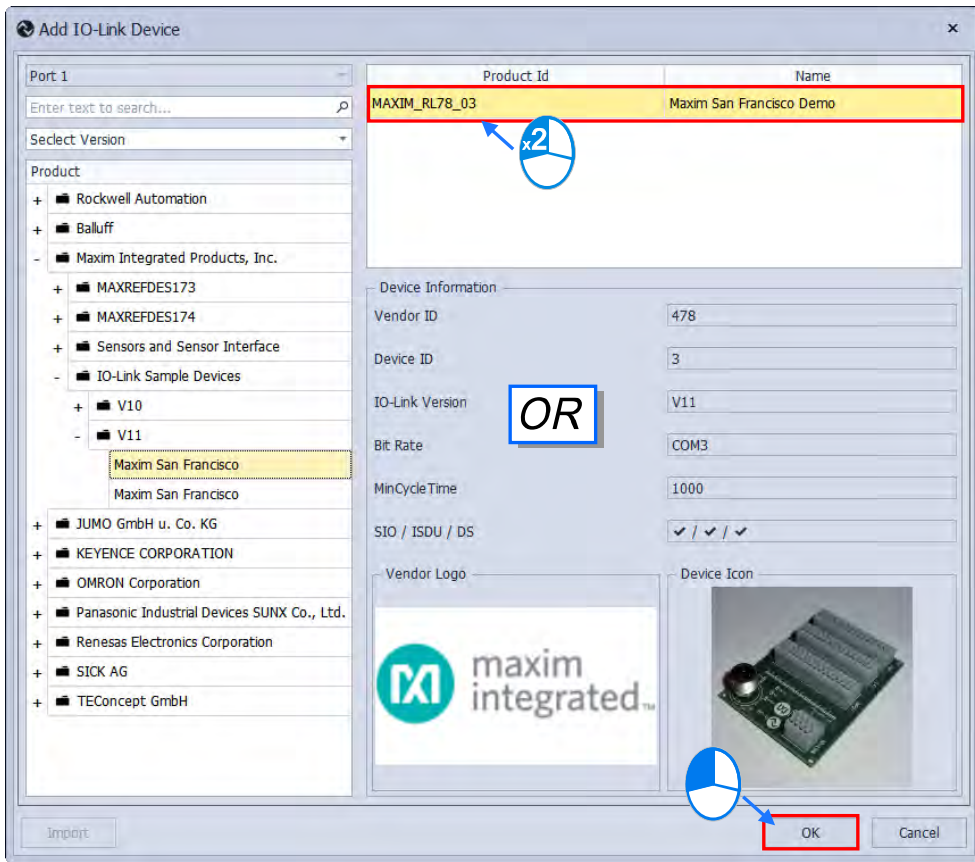 Add IO-Link Device
Port 1
Enter text to search...
Seclect Version
Product
+ Rockwell Automation
+ Balluff
- Maxim Integrated Products, Inc.
+ MAXREFDES173
+ MAXREFDES174
+ Sensors and Sensor Interface
- IO-Link Sample Devices
+ V10
- V11
Maxim San Francisco
Maxim San Francisco
+ JUMO GmbH u. Co. KG
+ KEYENCE CORPORATION
+ OMRON Corporation
+ Panasonic Industrial Devices SUNX Co., Ltd.
+ Renesas Electronics Corporation
+ SICK AG
+ TEConcept GmbH
Product Id Name
MAXIM_RL78_03 Maxim San Francisco Demo
x2
Device Information
Vendor ID 478
Device ID 3
IO-Link Version V11
OR
Bit Rate COM3
MinCycleTime 1000
SIO / ISDU / DS ✔ / ✔ / ✔
Vendor Logo
maxim
integrated™
Device Icon
Import
OK
Cancel